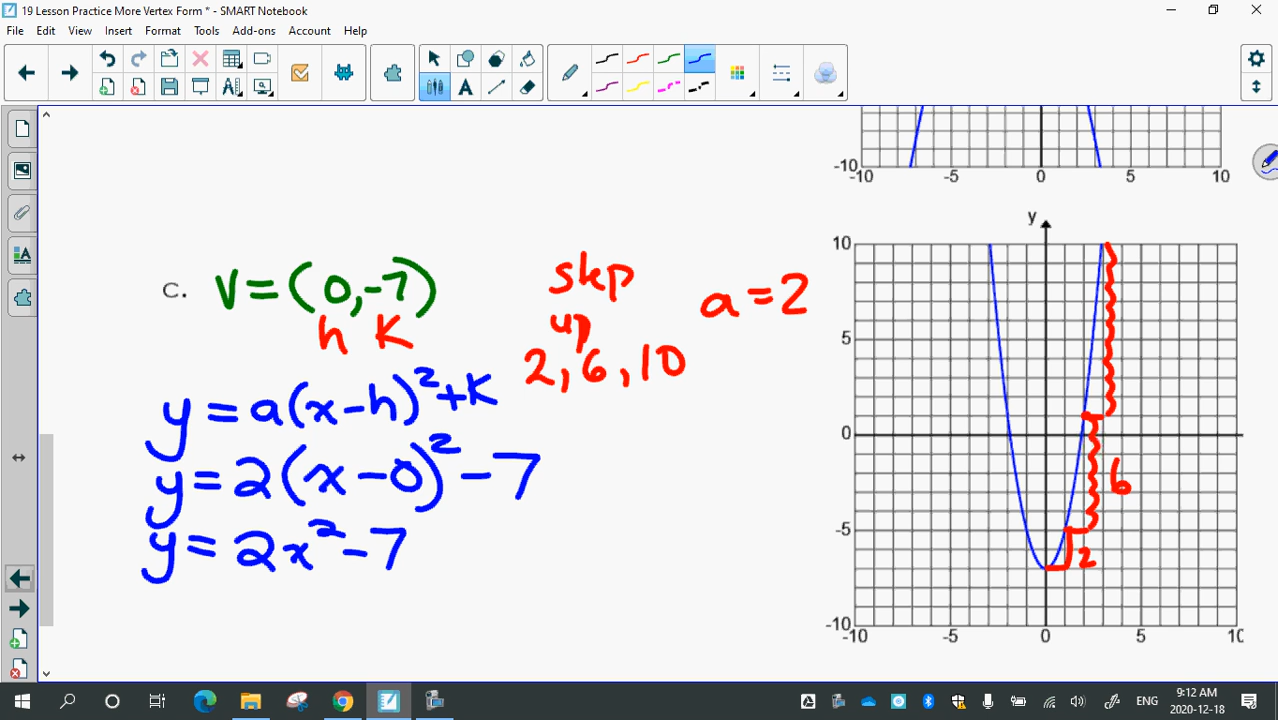 19 Lesson Practice More Vertex Form * - SMART Notebook
File Edit View Insert Format Tools Add-ons Account Help
-10
-10 -5 0 5 10
y
10
5
0
-5
-10
-10 -5 0 5 10
c. V = (0, -7)
h K
step
up
2, 6, 10
a = 2
y = a(x-h)² + K
y = 2(x-0)² - 7
y = 2x² - 7
6
2
ENG
9:12 AM
2020-12-18